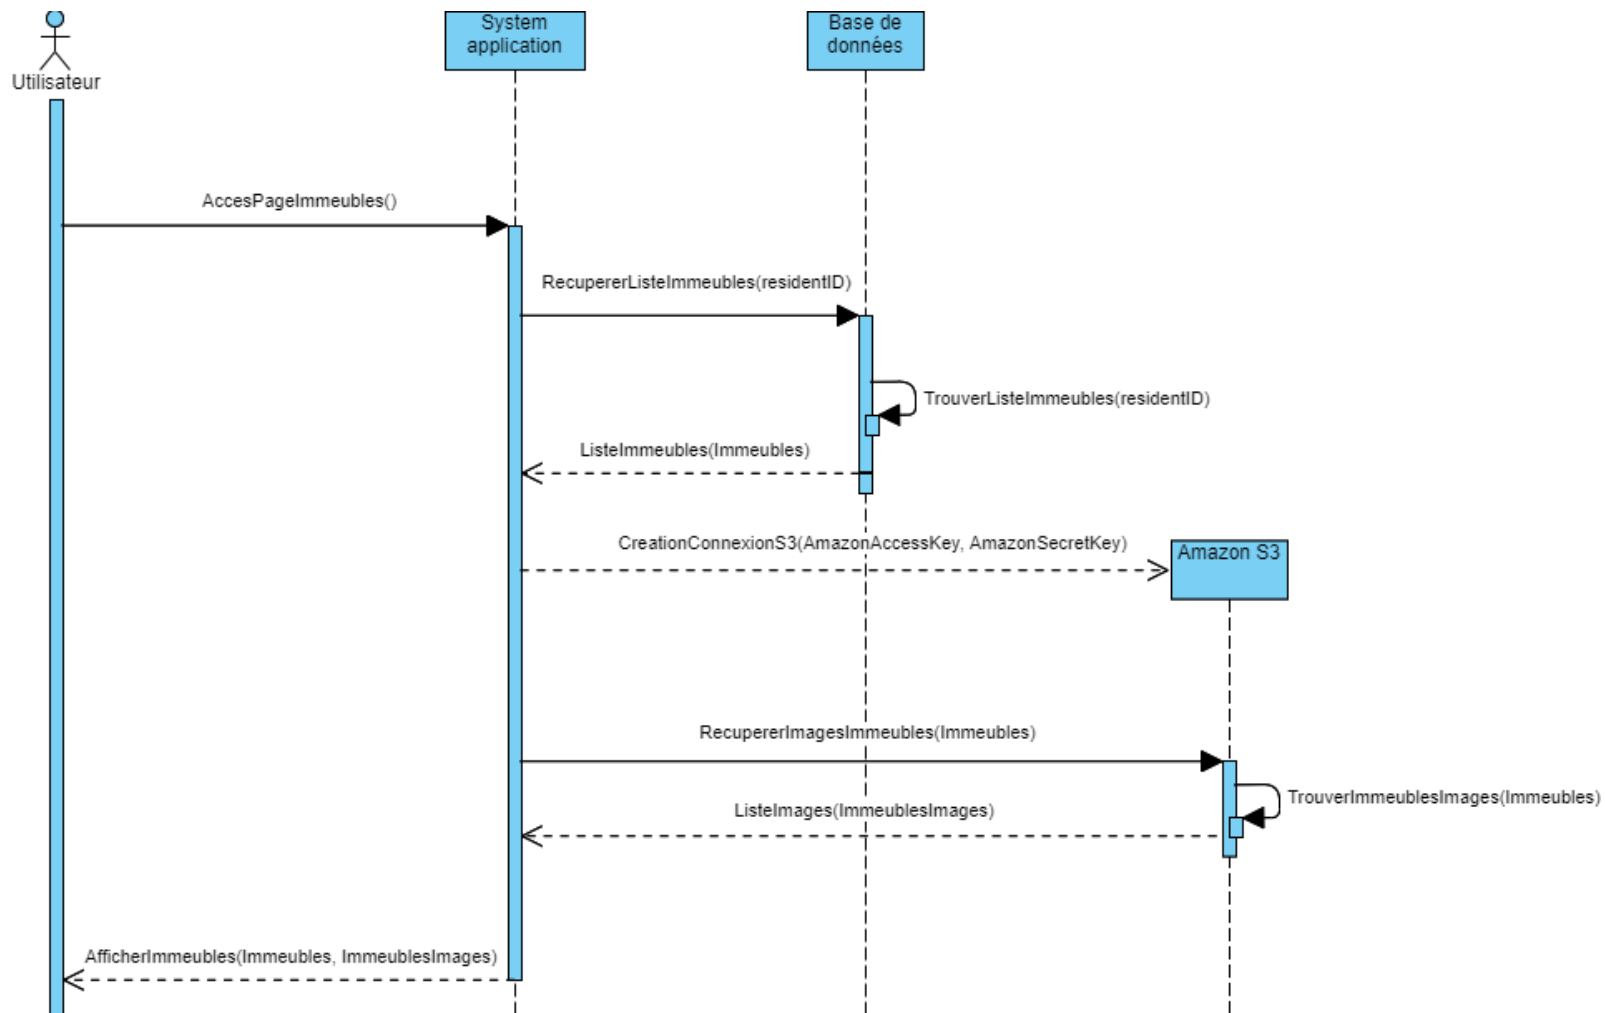 System
application
Base de
données
Utilisateur
AccesPageImmeubles()
RecupererListeImmeubles(residentID)
TrouverListeImmeubles(residentID)
ListeImmeubles(Immeubles)
CreationConnexionS3(AmazonAccessKey, AmazonSecretKey)
Amazon S3
RecupererImagesImmeubles(Immeubles)
TrouverImmeublesImages(Immeubles)
ListeImages(ImmeublesImages)
AfficherImmeubles(Immeubles, ImmeublesImages)